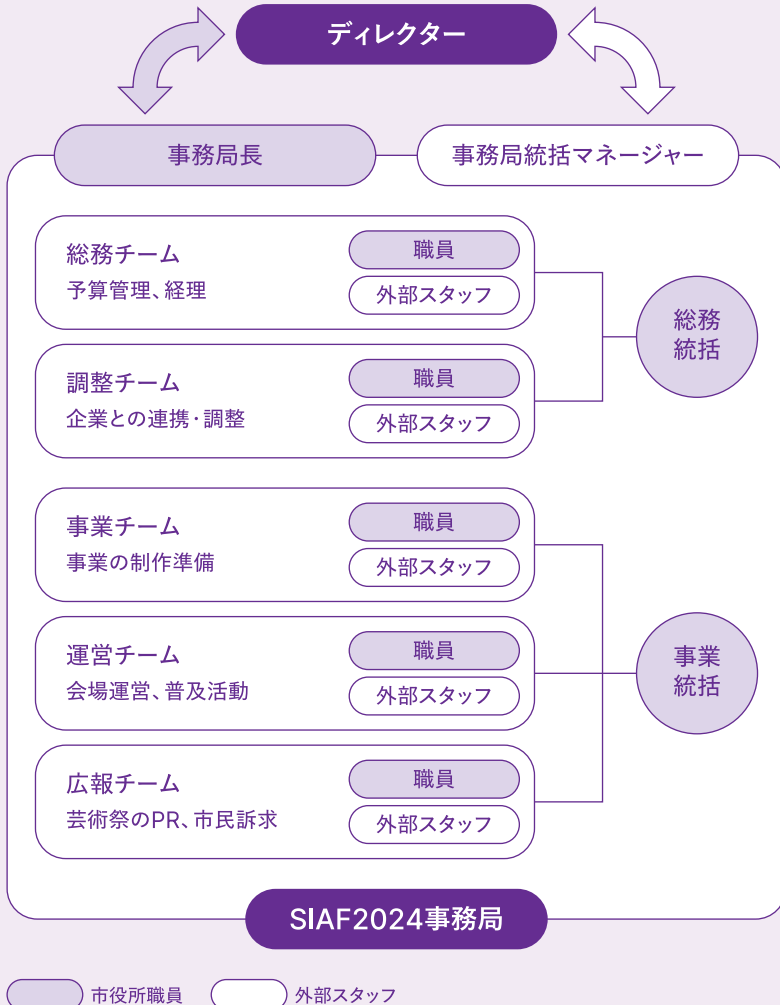 ディレクター
事務局長
事務局統括マネージャー
総務チーム
予算管理、経理
職員
外部スタッフ
調整チーム
企業との連携・調整
職員
外部スタッフ
総務
統括
事業チーム
事業の制作準備
職員
外部スタッフ
運営チーム
会場運営、普及活動
職員
外部スタッフ
広報チーム
芸術祭のPR、市民訴求
職員
外部スタッフ
事業
統括
SIAF2024事務局
市役所職員
外部スタッフ